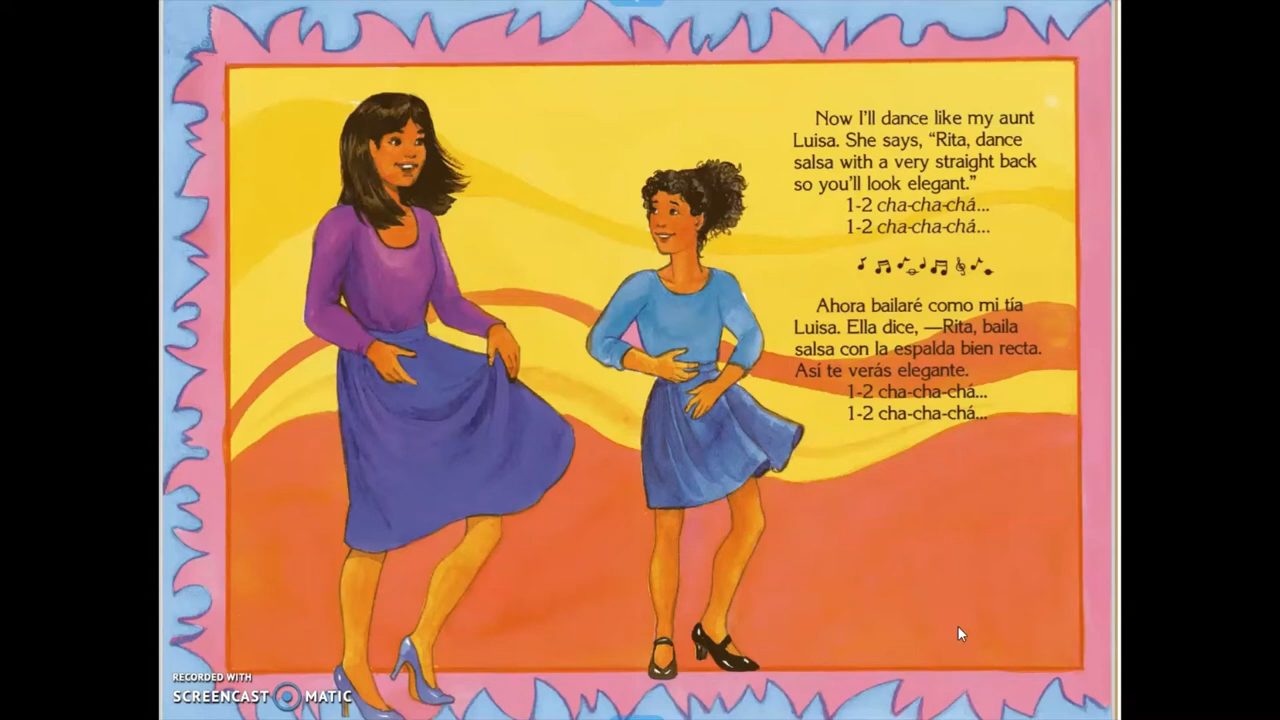 Now I'll dance like my aunt
Luisa. She says, “Rita, dance
salsa with a very straight back
so you'll look elegant.”
1-2 cha-cha-chá...
1-2 cha-cha-chá...
Ahora bailaré como mi tía
Luisa. Ella dice, —Rita, baila
salsa con la espalda bien recta.
Así te verás elegante.
1-2 cha-cha-chá...
1-2 cha-cha-chá...
RECORDED WITH
SCREENCAST MATIC